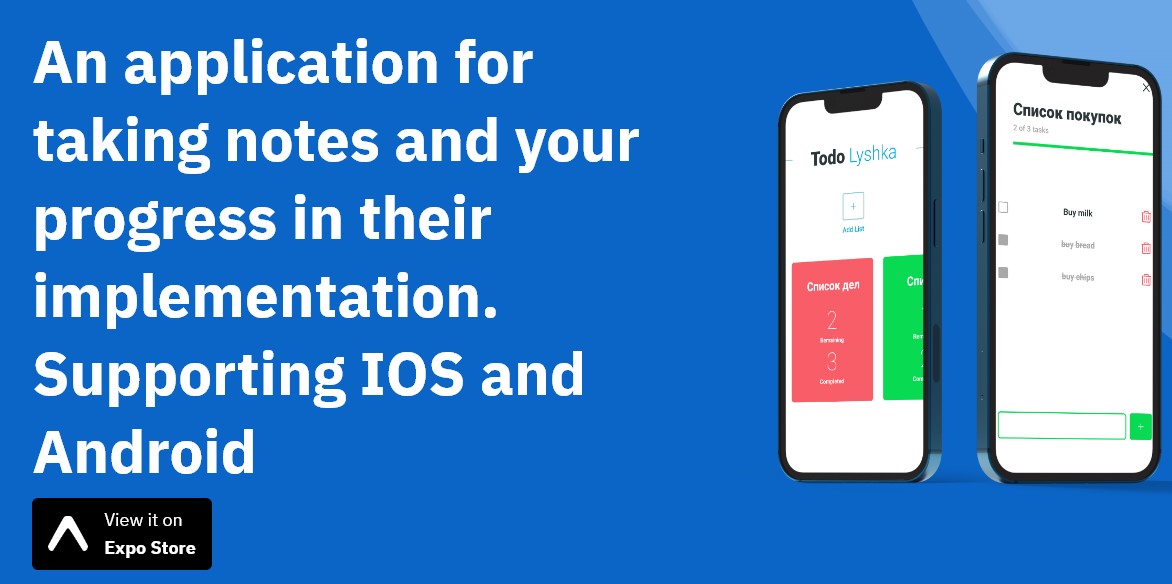 An application for
taking notes and your
progress in their
implementation.
Supporting IOS and
Android
View it on
Expo Store
Todo Lyshka
+
Add List
Список дел
2
Remaining
3
Completed
Список покупок
2 of 3 tasks
Buy milk
buy bread
buy chips
+